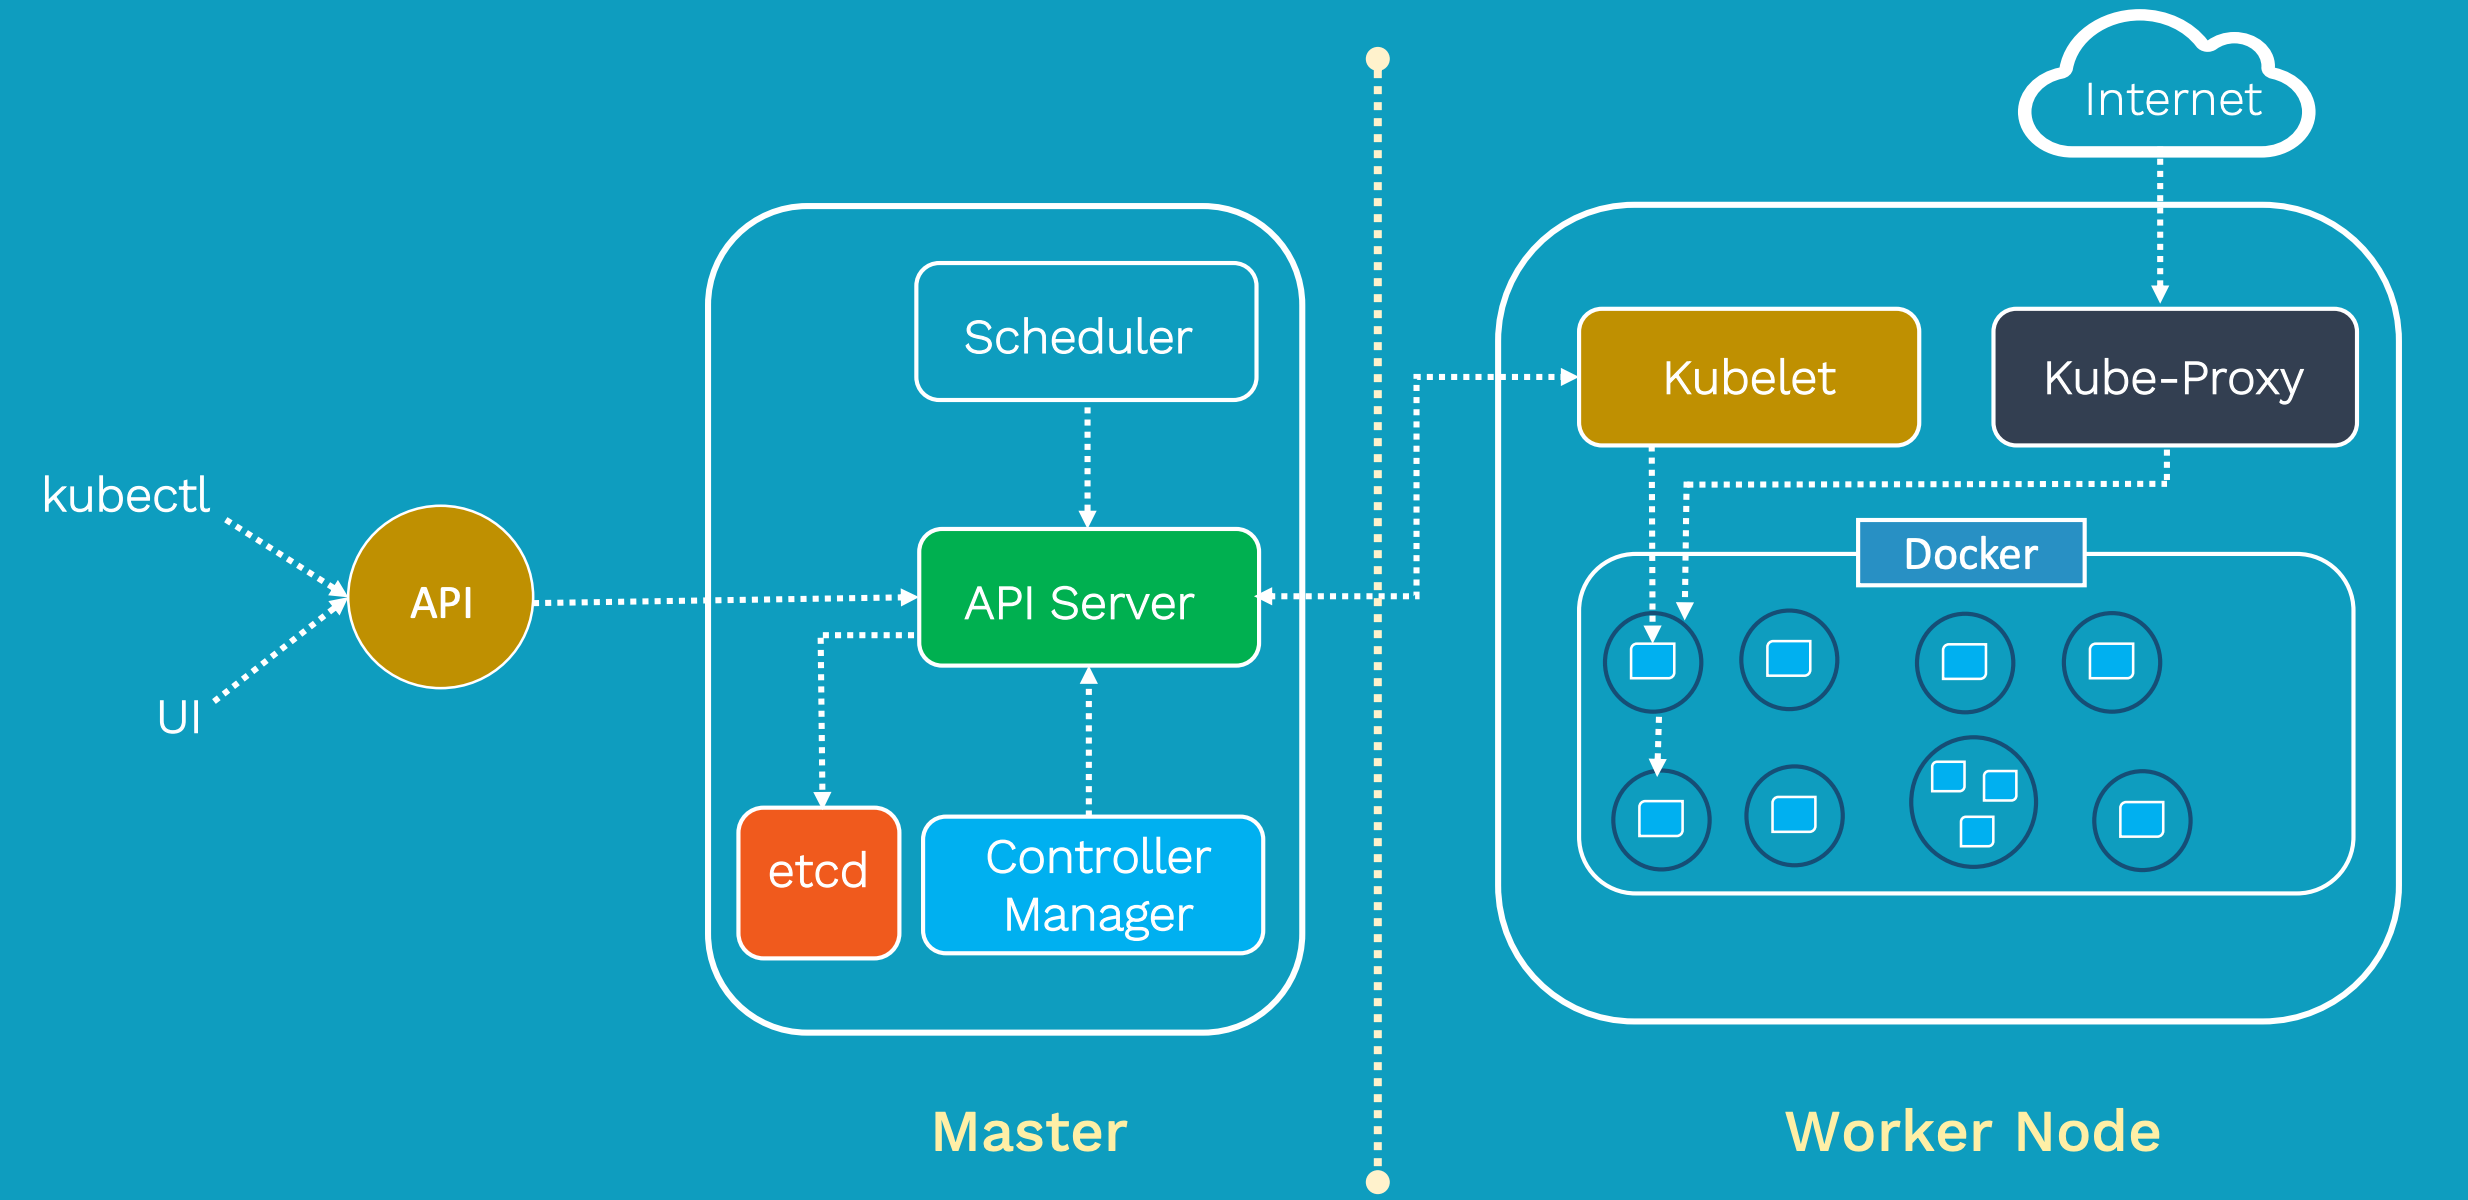 Internet
Scheduler
Kubelet
Kube-Proxy
kubectl
API
API Server
Docker
UI
etcd
Controller
Manager
Master
Worker Node